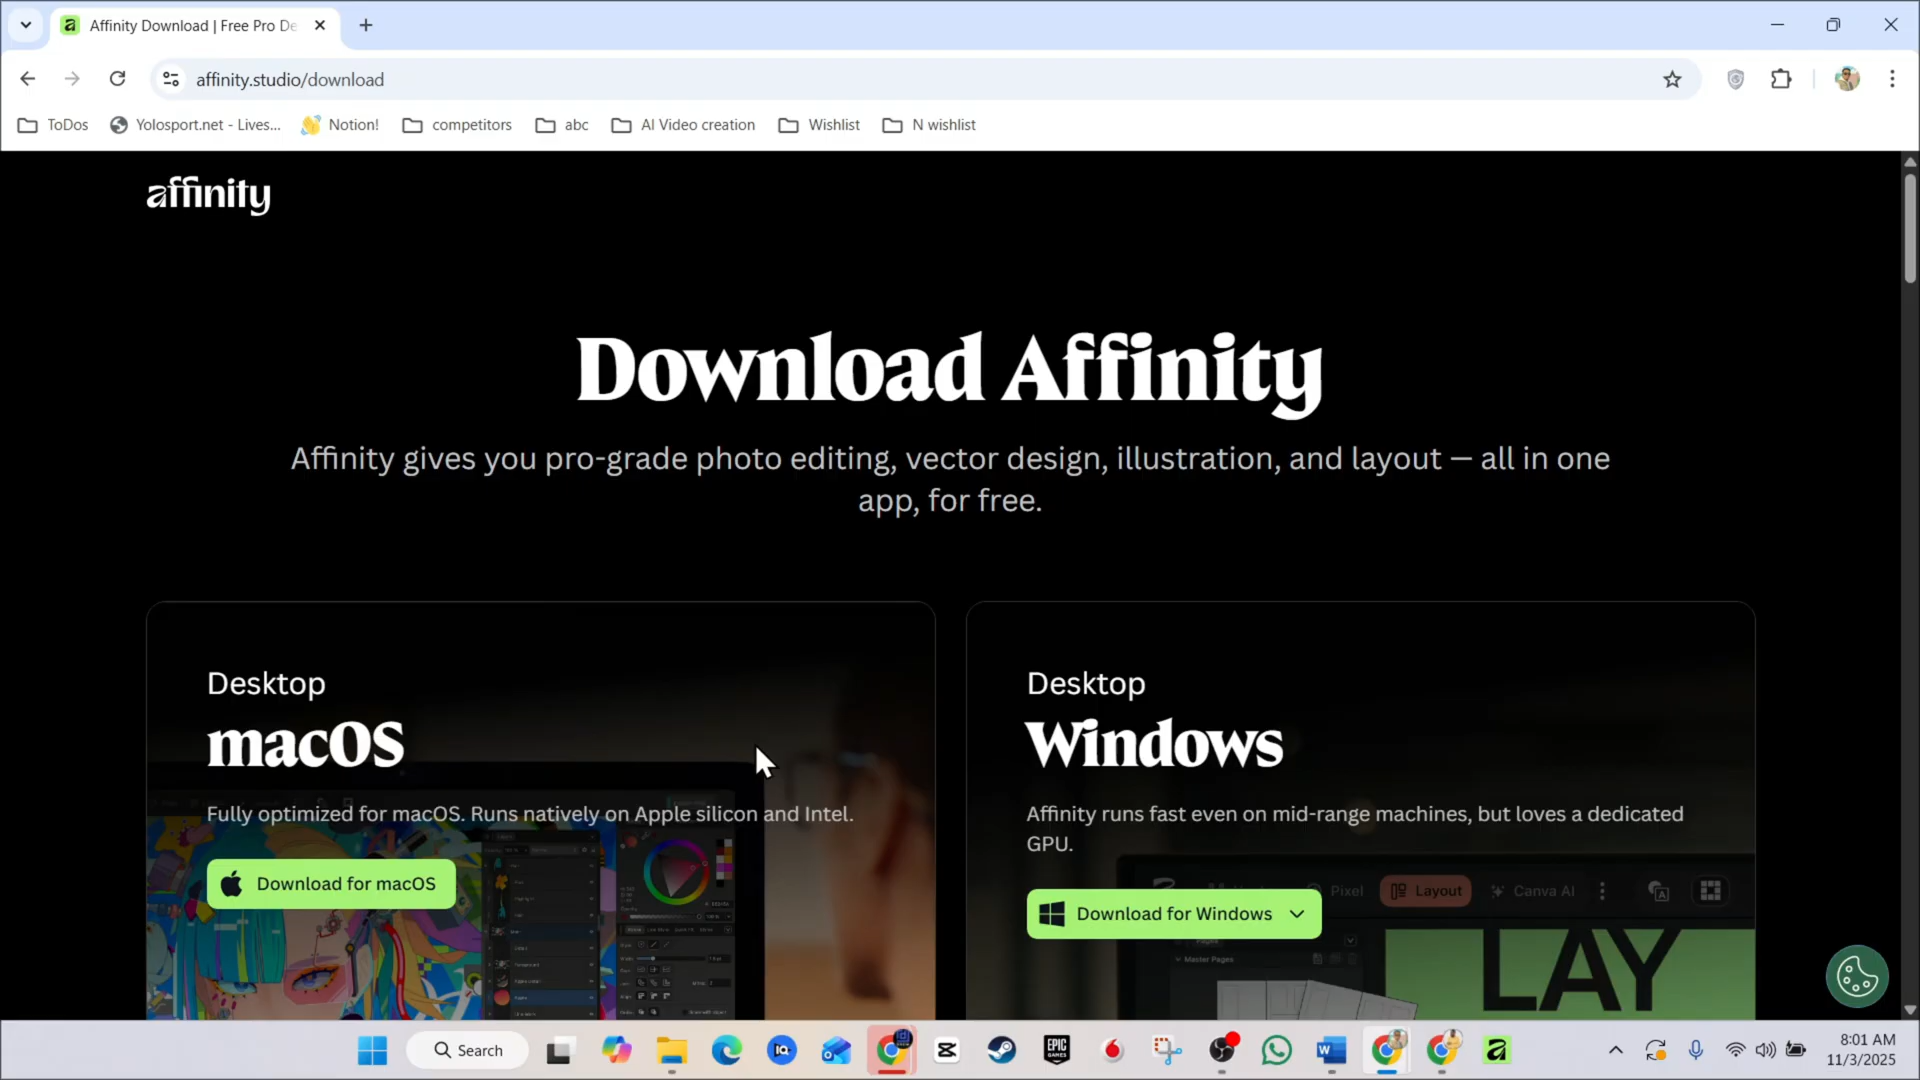 Affinity Download | Free Pro De
affinity.studio/download
ToDos
Yolosport.net - Lives...
Notion!
competitors
abc
AI Video creation
Wishlist
N wishlist
affinity
Download Affinity
Affinity gives you pro-grade photo editing, vector design, illustration, and layout — all in one
app, for free.
Desktop
macOS
Fully optimized for macOS. Runs natively on Apple silicon and Intel.
Download for macOS
Desktop
Windows
Affinity runs fast even on mid-range machines, but loves a dedicated
GPU.
Pixel
Layout
Canva AI
Download for Windows
Master Pages
LAY
Search
EPIC
GAMES
8:01 AM
11/3/2025